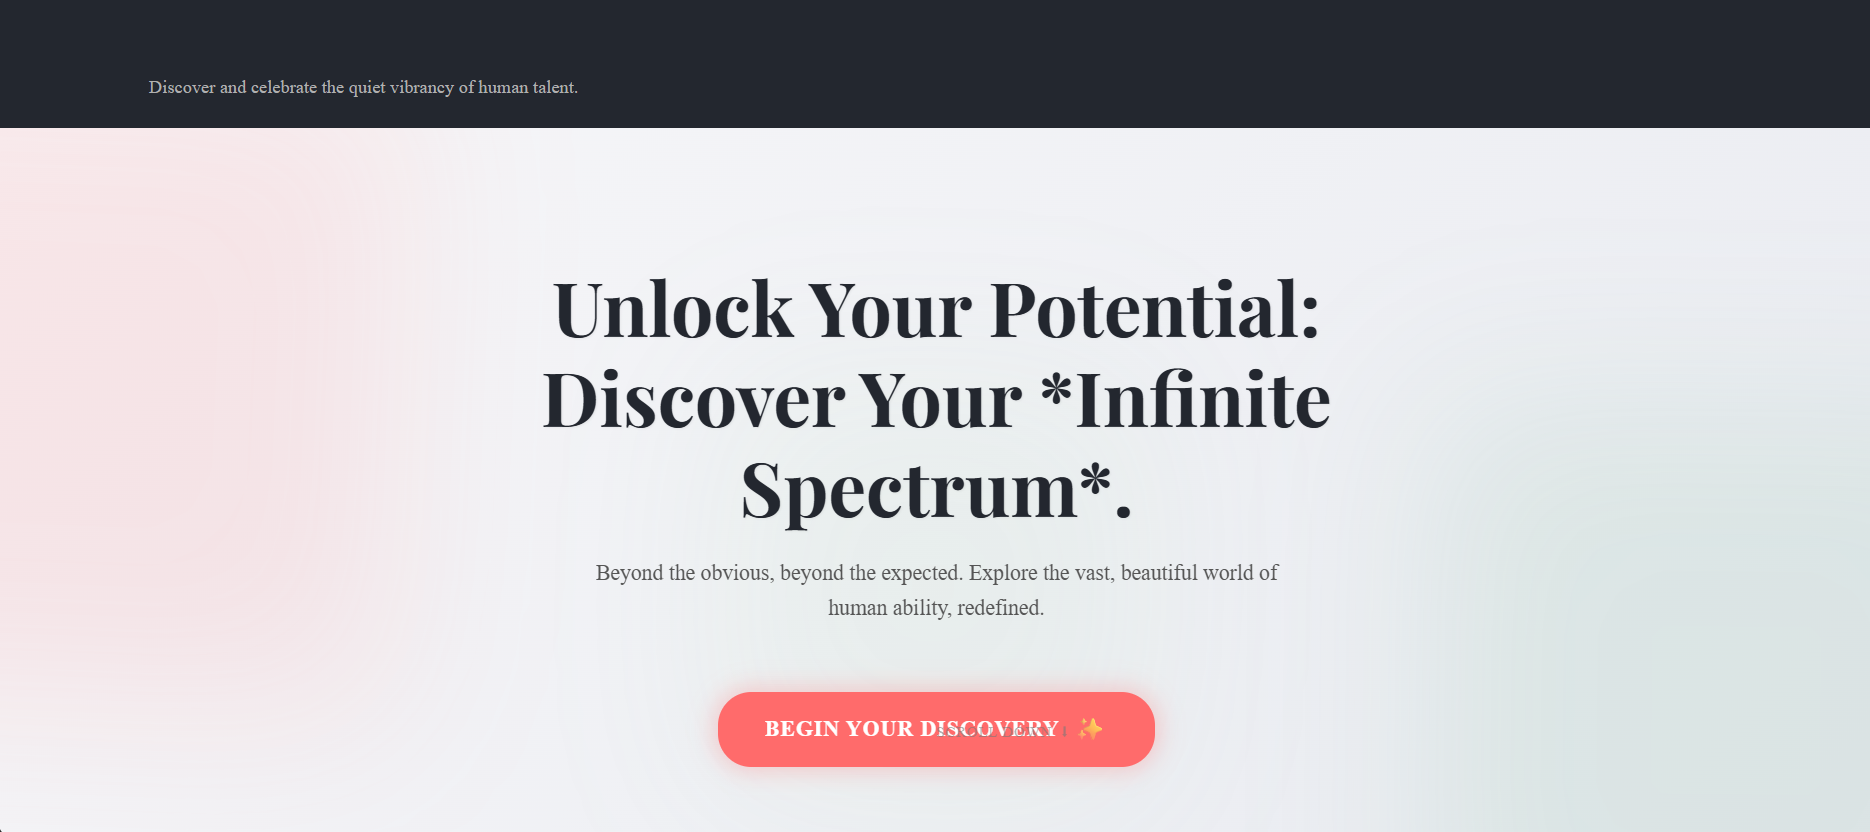 Discover and celebrate the quiet vibrancy of human talent.
Unlock Your Potential:
Discover Your *Infinite
Spectrum*.
Beyond the obvious, beyond the expected. Explore the vast, beautiful world of
human ability, redefined.
BEGIN YOUR DISCOVERY ✨